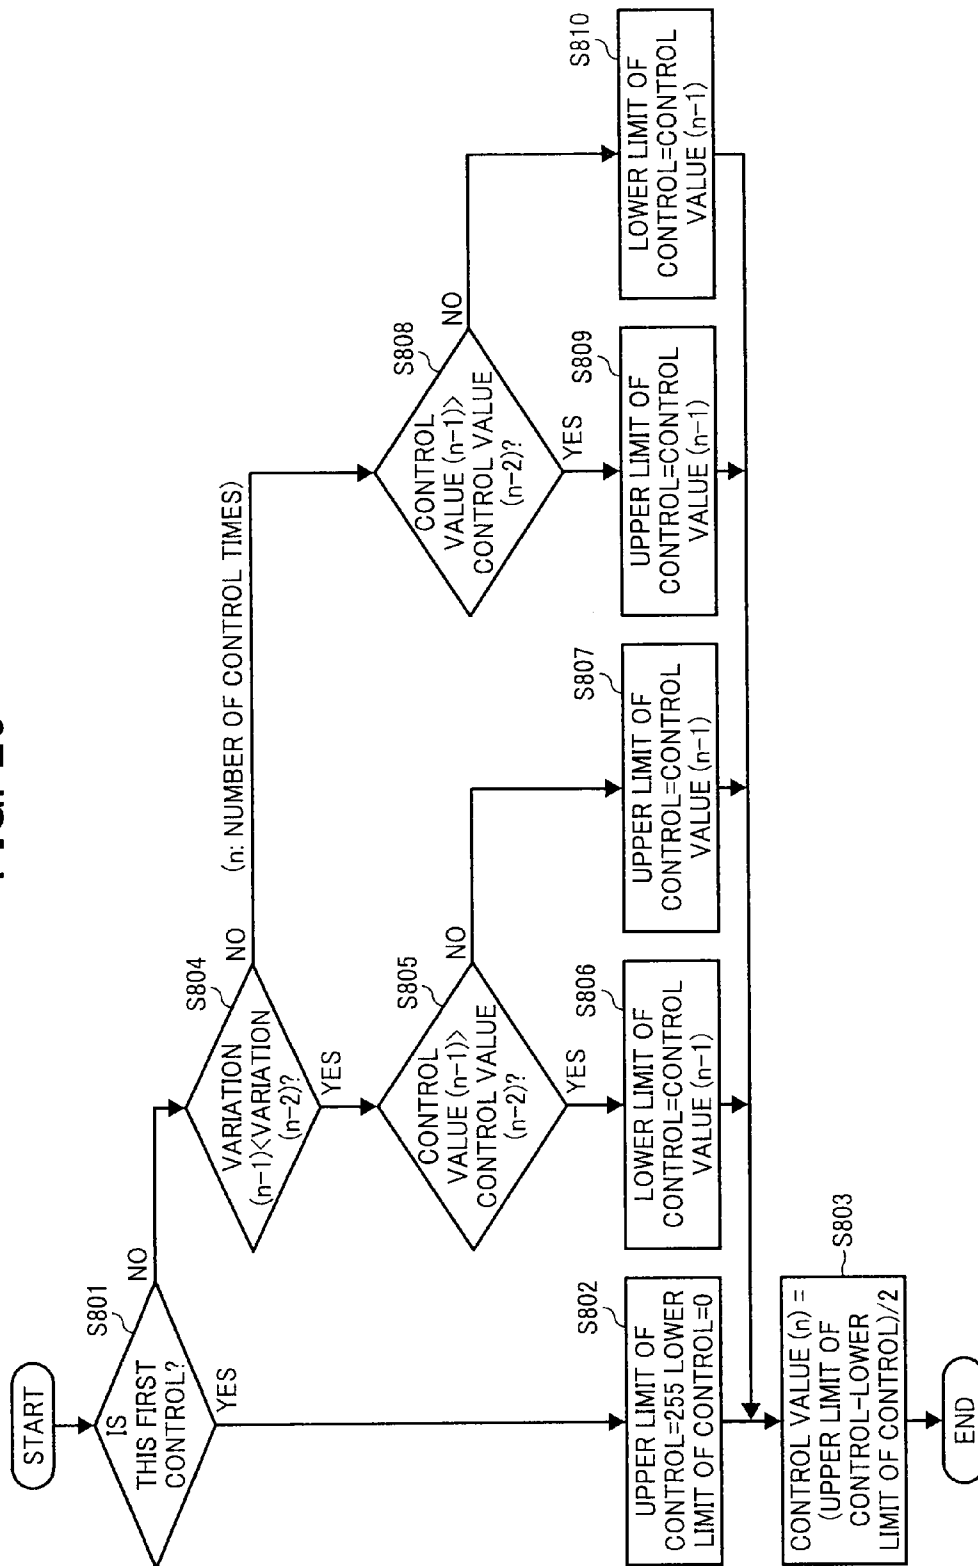 START
S801
IS
THIS FIRST
CONTROL?
NO
YES
S804
VARIATION
(n-1)<VARIATION
(n-2)?
NO
(n: NUMBER OF CONTROL TIMES)
YES
S805
CONTROL
VALUE (n-1)>
CONTROL VALUE
(n-2)?
NO
YES
S808
CONTROL
VALUE (n-1)>
CONTROL VALUE
(n-2)?
NO
YES
S802
UPPER LIMIT OF
CONTROL=255 LOWER
LIMIT OF CONTROL=0
S806
LOWER LIMIT OF
CONTROL=CONTROL
VALUE (n-1)
S807
UPPER LIMIT OF
CONTROL=CONTROL
VALUE (n-1)
S809
UPPER LIMIT OF
CONTROL=CONTROL
VALUE (n-1)
S810
LOWER LIMIT OF
CONTROL=CONTROL
VALUE (n-1)
S803
CONTROL VALUE (n) =
(UPPER LIMIT OF
CONTROL-LOWER
LIMIT OF CONTROL)/2
END